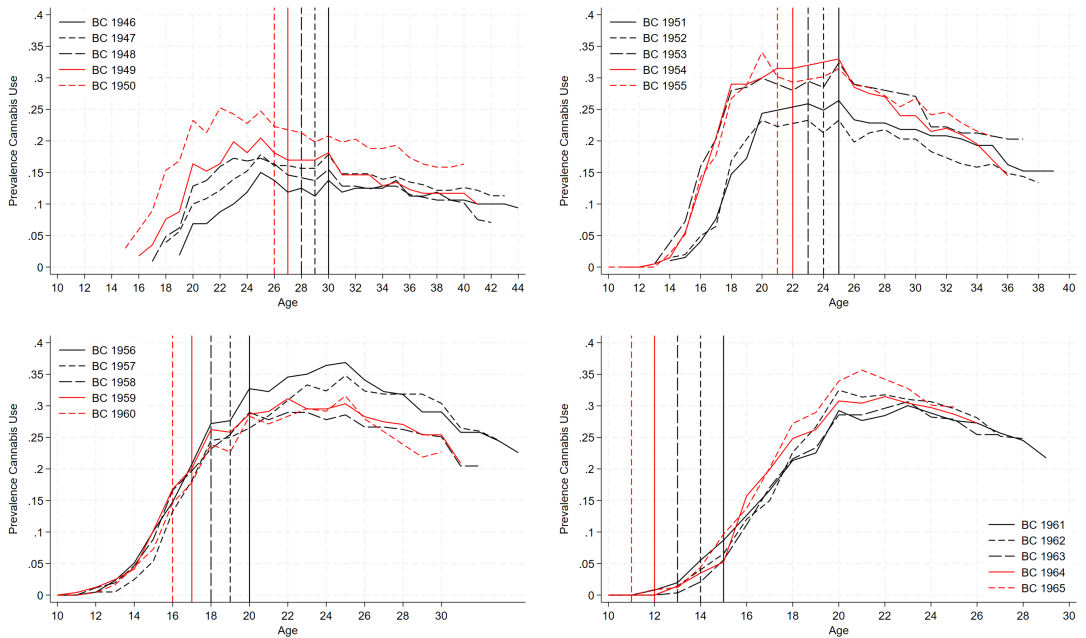 Prevalence Cannabis Use
.4
.35
.3
.25
.2
.15
.1
.05
0
BC 1946
BC 1947
BC 1948
BC 1949
BC 1950
10 12 14 16 18 20 22 24 26 28 30 32 34 36 38 40 42 44
Age
Prevalence Cannabis Use
.4
.35
.3
.25
.2
.15
.1
.05
0
BC 1951
BC 1952
BC 1953
BC 1954
BC 1955
10 12 14 16 18 20 22 24 26 28 30 32 34 36 38 40
Age
Prevalence Cannabis Use
.4
.35
.3
.25
.2
.15
.1
.05
0
BC 1956
BC 1957
BC 1958
BC 1959
BC 1960
10 12 14 16 18 20 22 24 26 28 30
Age
Prevalence Cannabis Use
.4
.35
.3
.25
.2
.15
.1
.05
0
BC 1961
BC 1962
BC 1963
BC 1964
BC 1965
10 12 14 16 18 20 22 24 26 28 30
Age